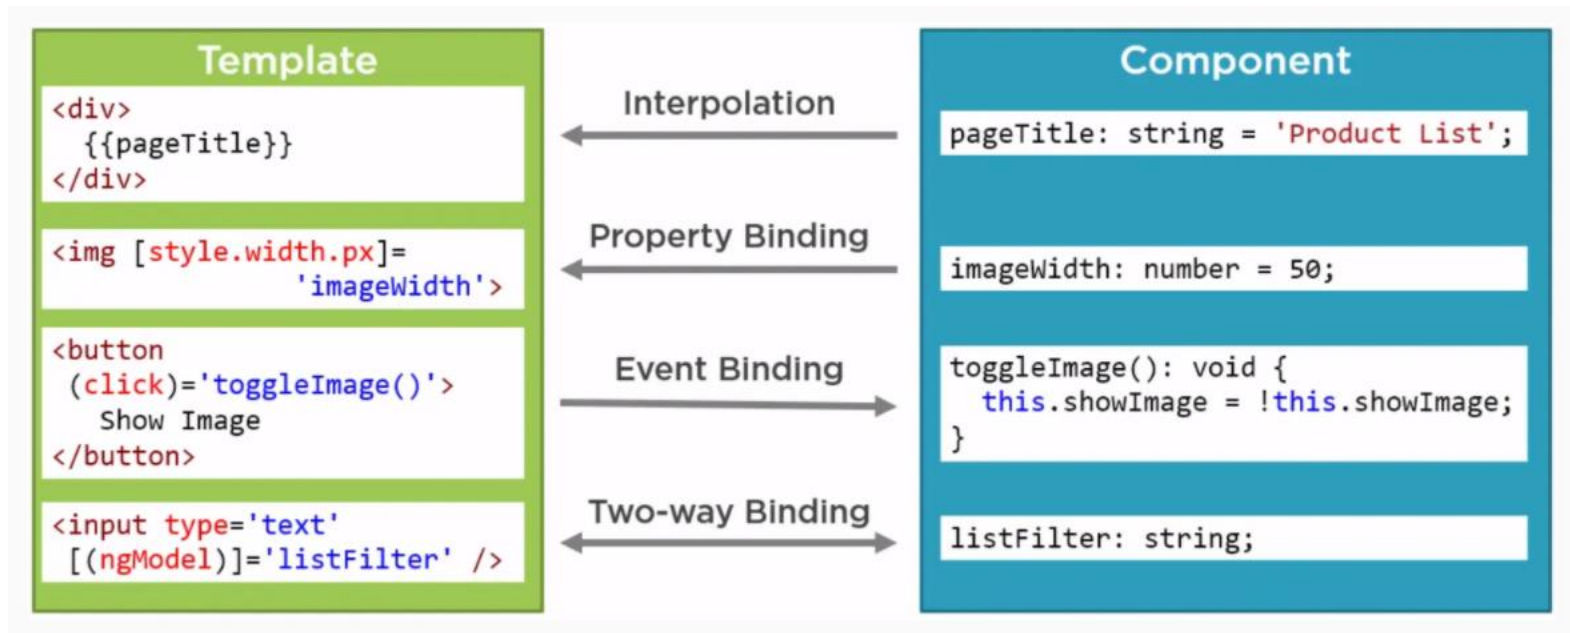 Template
<div>
{{pageTitle}}
</div>
<img [style.width.px]=
'imageWidth'>
<button
(click)='toggleImage()'>
Show Image
</button>
<input type='text'
[(ngModel)]='listFilter' />
Interpolation
Property Binding
Event Binding
Two-way Binding
Component
pageTitle: string = 'Product List';
imageWidth: number = 50;
toggleImage(): void {
this.showImage = !this.showImage;
}
listFilter: string;